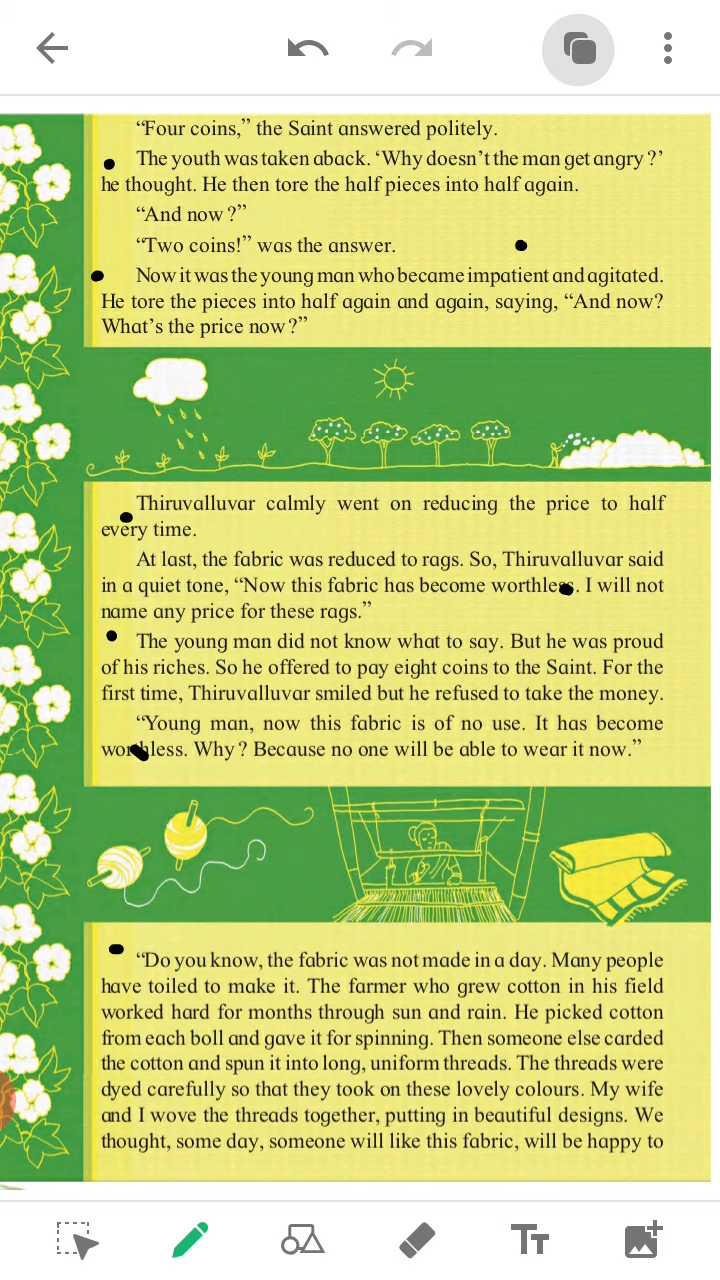 “Four coins,” the Saint answered politely.
The youth was taken aback. ‘Why doesn’t the man get angry?’
he thought. He then tore the half pieces into half again.
“And now?”
“Two coins!” was the answer.
Now it was the young man who became impatient and agitated.
He tore the pieces into half again and again, saying, “And now?
What’s the price now?”
Thiruvalluvar calmly went on reducing the price to half
every time.
At last, the fabric was reduced to rags. So, Thiruvalluvar said
in a quiet tone, “Now this fabric has become worthless. I will not
name any price for these rags.”
The young man did not know what to say. But he was proud
of his riches. So he offered to pay eight coins to the Saint. For the
first time, Thiruvalluvar smiled but he refused to take the money.
“Young man, now this fabric is of no use. It has become
worthless. Why? Because no one will be able to wear it now.”
“Do you know, the fabric was not made in a day. Many people
have toiled to make it. The farmer who grew cotton in his field
worked hard for months through sun and rain. He picked cotton
from each boll and gave it for spinning. Then someone else carded
the cotton and spun it into long, uniform threads. The threads were
dyed carefully so that they took on these lovely colours. My wife
and I wove the threads together, putting in beautiful designs. We
thought, some day, someone will like this fabric, will be happy to
TT